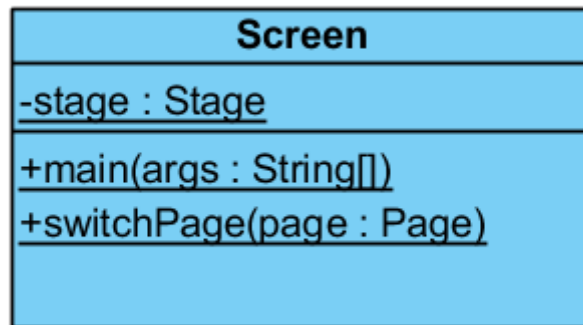 Screen
-stage : Stage
+main(args : String[])
+switchPage(page : Page)